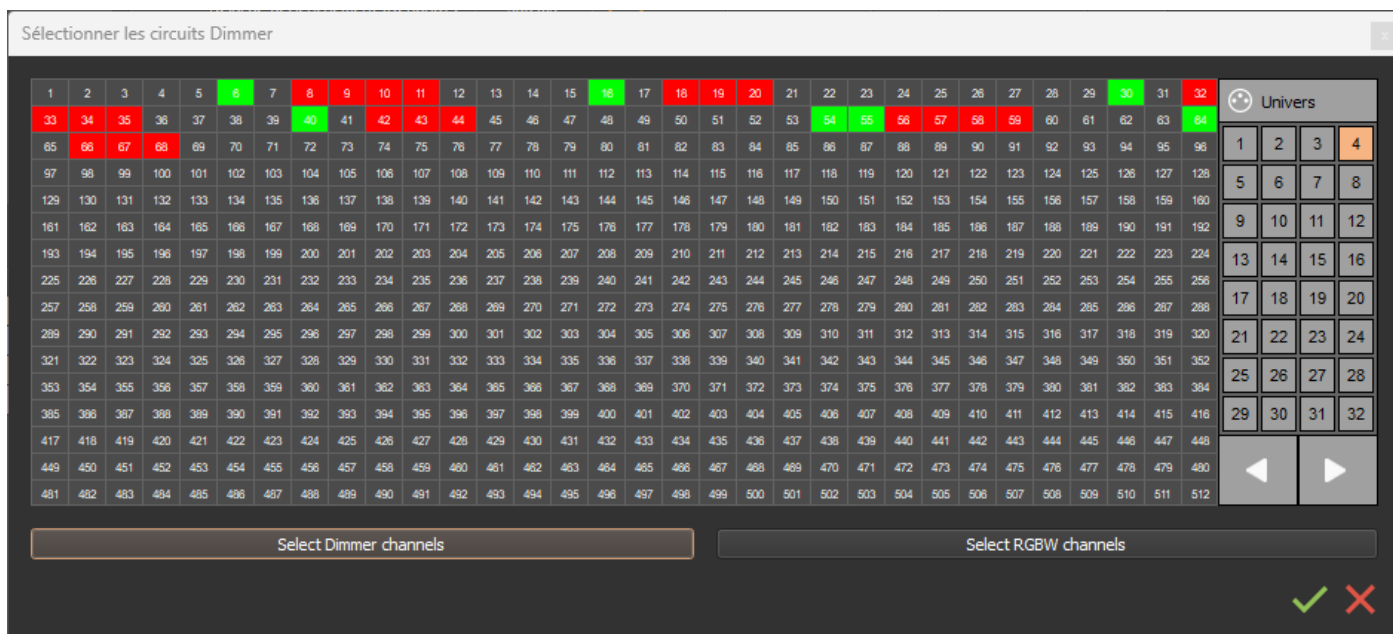 Sélectionner les circuits Dimmer
x
1 2 3 4 5 6 7 8 9 10 11 12 13 14 15 16 17 18 19 20 21 22 23 24 25 26 27 28 29 30 31 32
Univers
33 34 35 36 37 38 39 40 41 42 43 44 45 46 47 48 49 50 51 52 53 54 55 56 57 58 59 60 61 62 63 64
65 66 67 68 69 70 71 72 73 74 75 76 77 78 79 80 81 82 83 84 85 86 87 88 89 90 91 92 93 94 95 96
1 2 3 4
97 98 99 100 101 102 103 104 105 106 107 108 109 110 111 112 113 114 115 116 117 118 119 120 121 122 123 124 125 126 127 128
5 6 7 8
129 130 131 132 133 134 135 136 137 138 139 140 141 142 143 144 145 146 147 148 149 150 151 152 153 154 155 156 157 158 159 160
161 162 163 164 165 166 167 168 169 170 171 172 173 174 175 176 177 178 179 180 181 182 183 184 185 186 187 188 189 190 191 192
9 10 11 12
193 194 195 196 197 198 199 200 201 202 203 204 205 206 207 208 209 210 211 212 213 214 215 216 217 218 219 220 221 222 223 224
13 14 15 16
225 226 227 228 229 230 231 232 233 234 235 236 237 238 239 240 241 242 243 244 245 246 247 248 249 250 251 252 253 254 255 256
257 258 259 260 261 262 263 264 265 266 267 268 269 270 271 272 273 274 275 276 277 278 279 280 281 282 283 284 285 286 287 288
17 18 19 20
289 290 291 292 293 294 295 296 297 298 299 300 301 302 303 304 305 306 307 308 309 310 311 312 313 314 315 316 317 318 319 320
21 22 23 24
321 322 323 324 325 326 327 328 329 330 331 332 333 334 335 336 337 338 339 340 341 342 343 344 345 346 347 348 349 350 351 352
353 354 355 356 357 358 359 360 361 362 363 364 365 366 367 368 369 370 371 372 373 374 375 376 377 378 379 380 381 382 383 384
25 26 27 28
385 386 387 388 389 390 391 392 393 394 395 396 397 398 399 400 401 402 403 404 405 406 407 408 409 410 411 412 413 414 415 416
29 30 31 32
417 418 419 420 421 422 423 424 425 426 427 428 429 430 431 432 433 434 435 436 437 438 439 440 441 442 443 444 445 446 447 448
449 450 451 452 453 454 455 456 457 458 459 460 461 462 463 464 465 466 467 468 469 470 471 472 473 474 475 476 477 478 479 480
481 482 483 484 485 486 487 488 489 490 491 492 493 494 495 496 497 498 499 500 501 502 503 504 505 506 507 508 509 510 511 512
Select Dimmer channels
Select RGBW channels